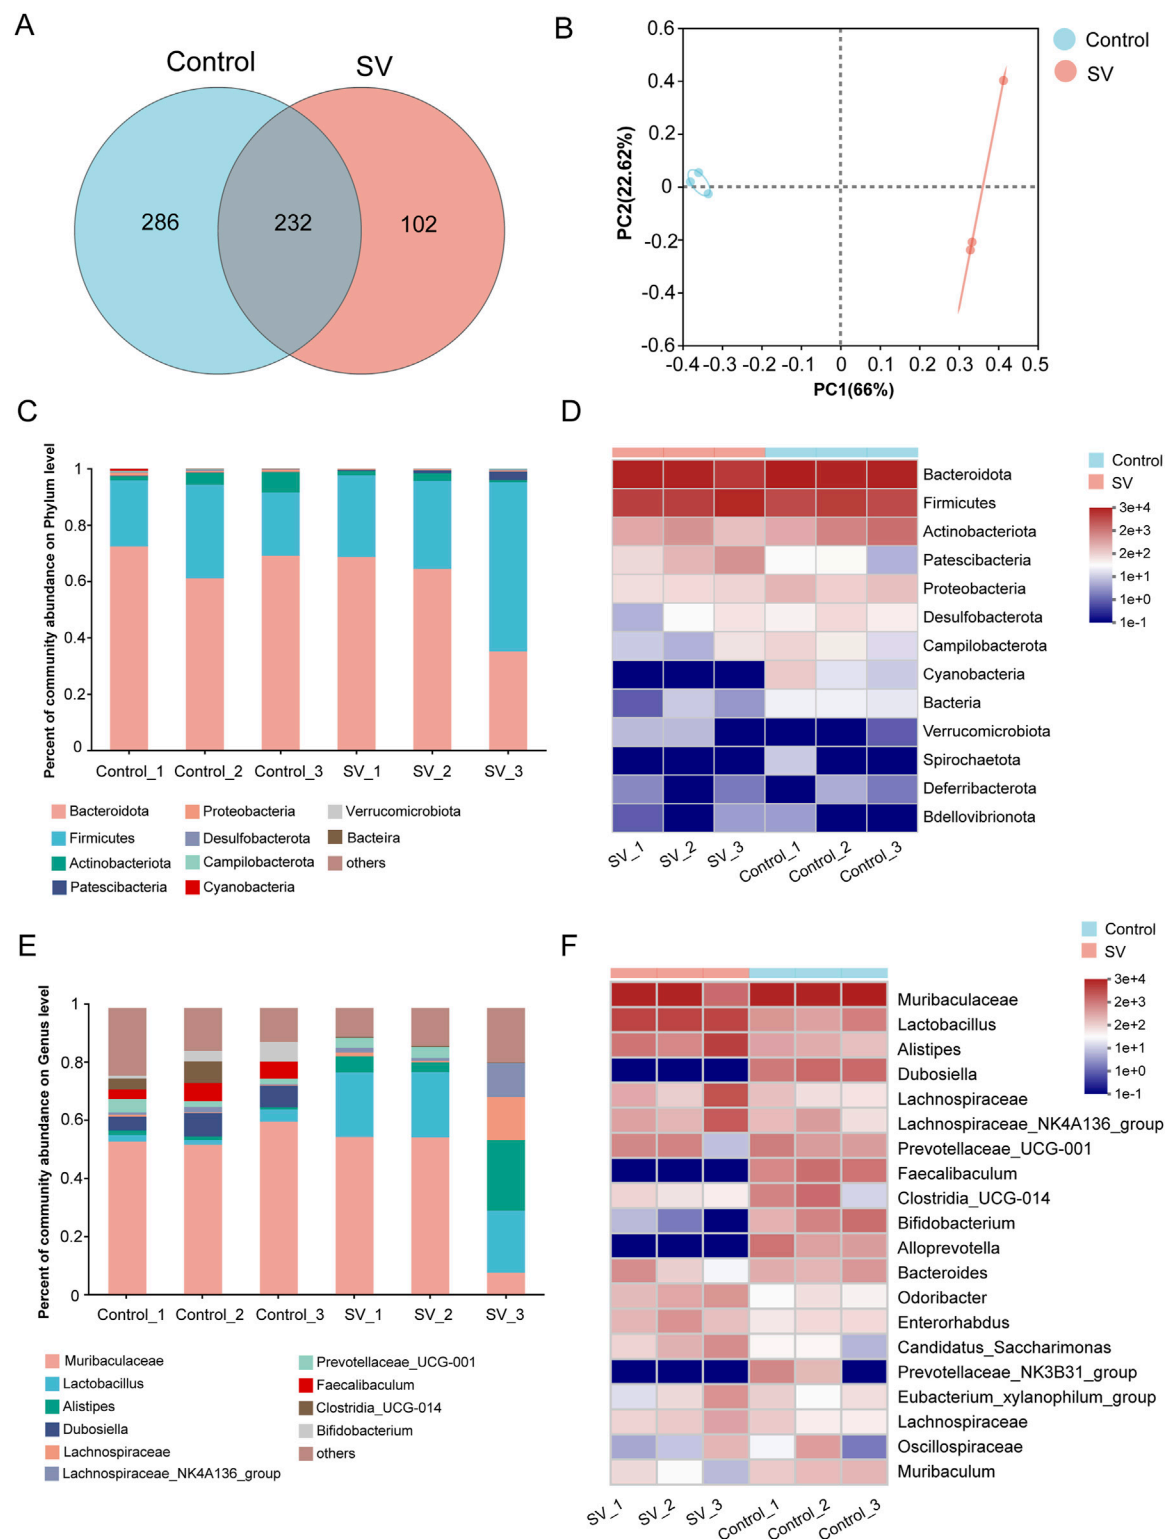 A
Control
SV
286
232
102
B
0.6
0.4
0.2
0
-0.2
-0.4
-0.6
-0.4
-0.3
-0.2
-0.1
0
0.1
0.2
0.3
0.4
0.5
PC2(22.62%)
PC1(66%)
Control
SV
C
Percent of community abundance on Phylum level
1
0.8
0.6
0.4
0.2
0
Control_1
Control_2
Control_3
SV_1
SV_2
SV_3
Bacteroidota
Firmicutes
Actinobacteriota
Patescibacteria
Proteobacteria
Desulfobacterota
Campilobacterota
Cyanobacteria
Verrucomicrobiota
Bacteira
others
D
Bacteroidota
Firmicutes
Actinobacteriota
Patescibacteria
Proteobacteria
Desulfobacterota
Campilobacterota
Cyanobacteria
Bacteria
Verrucomicrobiota
Spirochaetota
Deferribacterota
Bdellovibrionota
SV_1
SV_2
SV_3
Control_1
Control_2
Control_3
Control
SV
3e+4
2e+3
2e+2
1e+1
1e+0
1e-1
E
Percent of community abundance on Genus level
1
0.8
0.6
0.4
0.2
0
Control_1
Control_2
Control_3
SV_1
SV_2
SV_3
Muribaculaceae
Lactobacillus
Alistipes
Dubosiella
Lachnospiraceae
Lachnospiraceae_NK4A136_group
Prevotellaceae_UCG-001
Faecalibaculum
Clostridia_UCG-014
Bifidobacterium
others
F
Muribaculaceae
Lactobacillus
Alistipes
Dubosiella
Lachnospiraceae
Lachnospiraceae_NK4A136_group
Prevotellaceae_UCG-001
Faecalibaculum
Clostridia_UCG-014
Bifidobacterium
Alloprevotella
Bacteroides
Odoribacter
Enterorhabdus
Candidatus_Saccharimonas
Prevotellaceae_NK3B31_group
Eubacterium_xylanophilum_group
Lachnospiraceae
Oscillospiraceae
Muribaculum
SV_1
SV_2
SV_3
Control_1
Control_2
Control_3
Control
SV
3e+4
2e+3
2e+2
1e+1
1e+0
1e-1